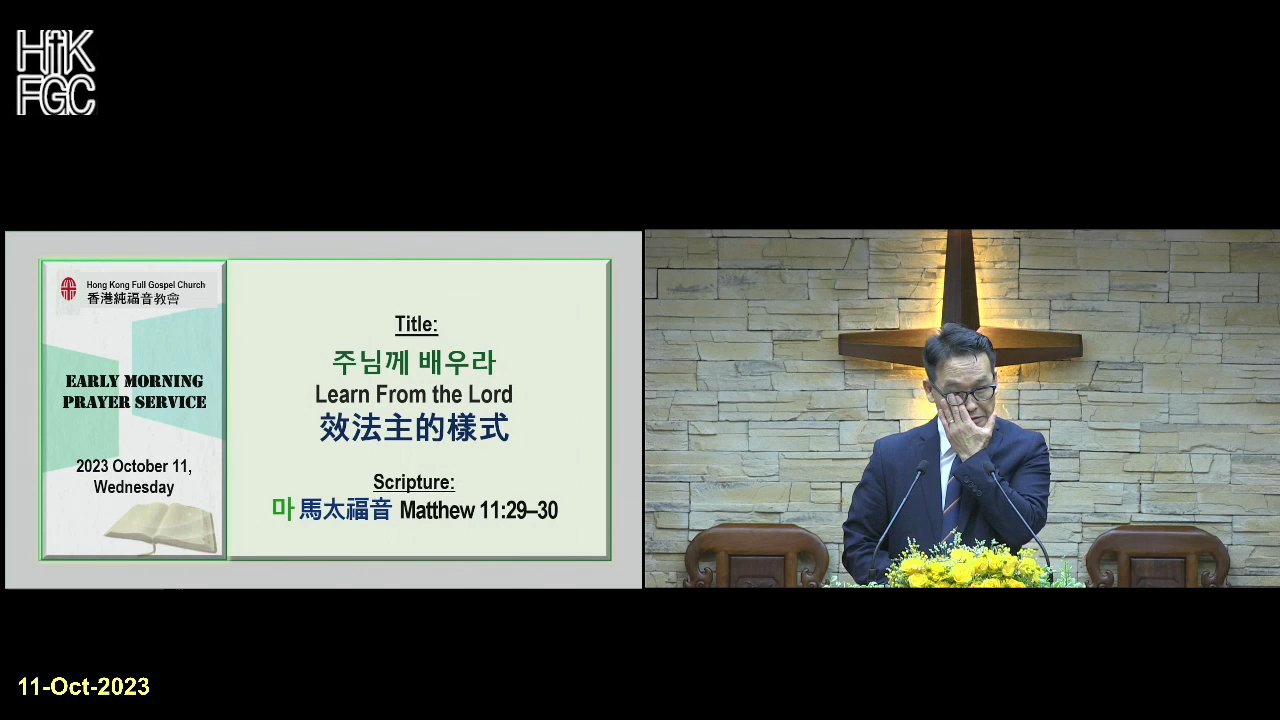 HfK
FGC
Hong Kong Full Gospel Church
香港純福音教會
EARLY MORNING
PRAYER SERVICE
2023 October 11,
Wednesday
Title:
주님께 배우라
Learn From the Lord
效法主的樣式
Scripture:
마 馬太福音 Matthew 11:29–30
11-Oct-2023